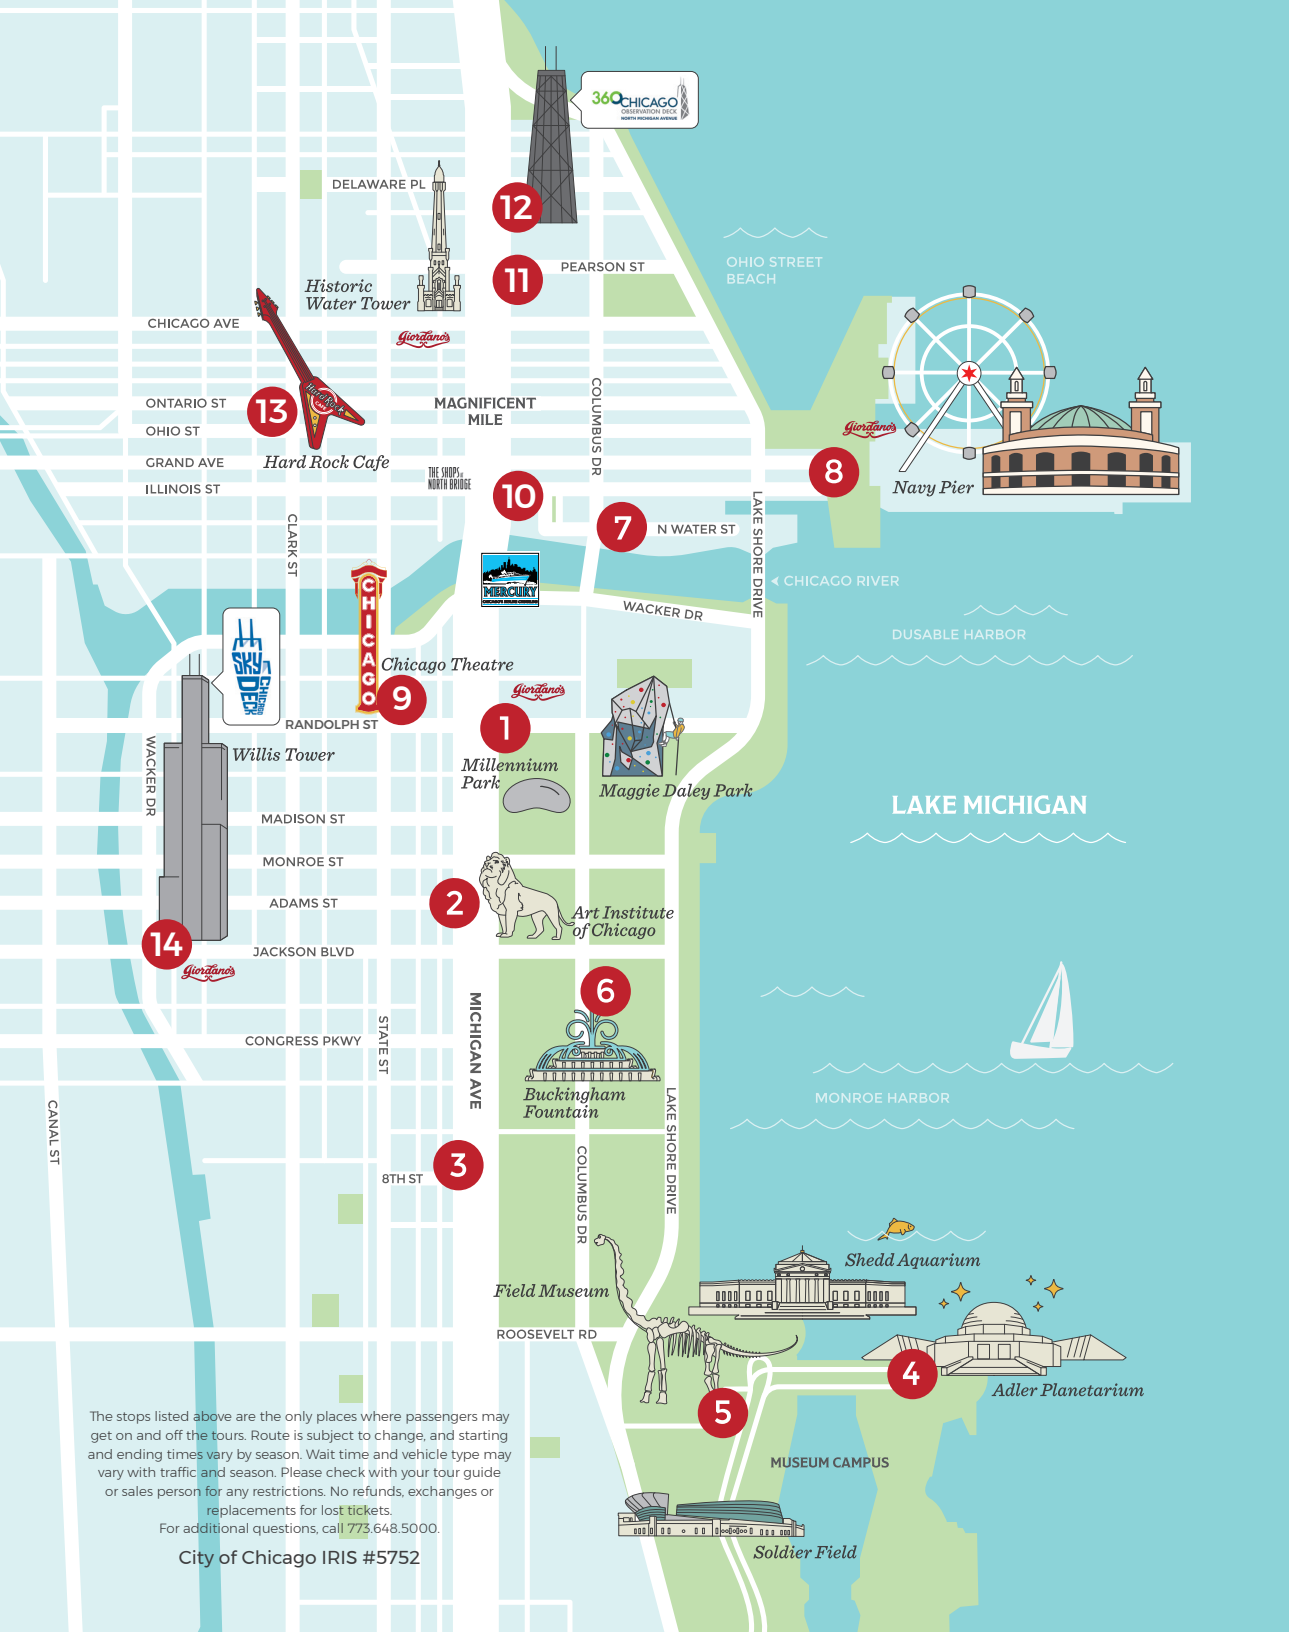 360 CHICAGO
OBSERVATION DECK
NORTH MICHIGAN AVENUE
DELAWARE PL
12
OHIO STREET
BEACH
PEARSON ST
11
Historic
Water Tower
CHICAGO AVE
Giordano's
Hard Rock
CAFE
ONTARIO ST
13
MAGNIFICENT
MILE
COLUMBUS DR
OHIO ST
Giordano's
GRAND AVE
Hard Rock Cafe
8
THE SHOPS at
NORTH BRIDGE
Navy Pier
ILLINOIS ST
10
CLARK ST
7
N WATER ST
LAKE SHORE DRIVE
CHICAGO RIVER
MERCURY
CHICAGO'S SKYLINE CRUISELINE
CHICAGO
WACKER DR
DUSABLE HARBOR
SKYDECK
CHICAGO
Chicago Theatre
9
Giordano's
RANDOLPH ST
1
WACKER DR
Willis Tower
Millennium
Park
Maggie Daley Park
LAKE MICHIGAN
MADISON ST
MONROE ST
ADAMS ST
2
Art Institute
of Chicago
14
JACKSON BLVD
Giordano's
6
MICHIGAN AVE
STATE ST
CONGRESS PKWY
Buckingham
Fountain
LAKE SHORE DRIVE
MONROE HARBOR
CANAL ST
3
8TH ST
COLUMBUS DR
Shedd Aquarium
Field Museum
ROOSEVELT RD
4
Adler Planetarium
5
MUSEUM CAMPUS
Soldier Field
The stops listed above are the only places where passengers may
get on and off the tours. Route is subject to change, and starting
and ending times vary by season. Wait time and vehicle type may
vary with traffic and season. Please check with your tour guide
or sales person for any restrictions. No refunds, exchanges or
replacements for lost tickets.
For additional questions, call 773.648.5000.
City of Chicago IRIS #5752